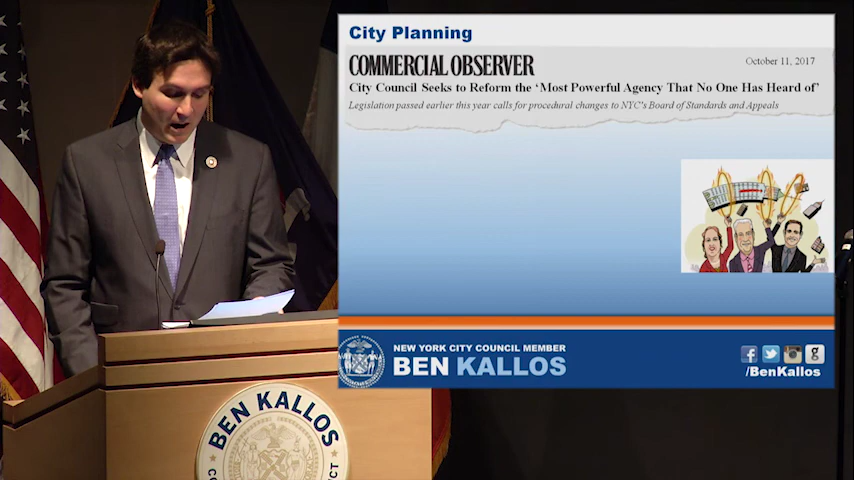 City Planning
COMMERCIAL OBSERVER
October 11, 2017
City Council Seeks to Reform the ‘Most Powerful Agency That No One Has Heard of’
Legislation passed earlier this year calls for procedural changes to NYC's Board of Standards and Appeals
NEW YORK CITY COUNCIL MEMBER
BEN KALLOS
/BenKallos
BEN KALLOS